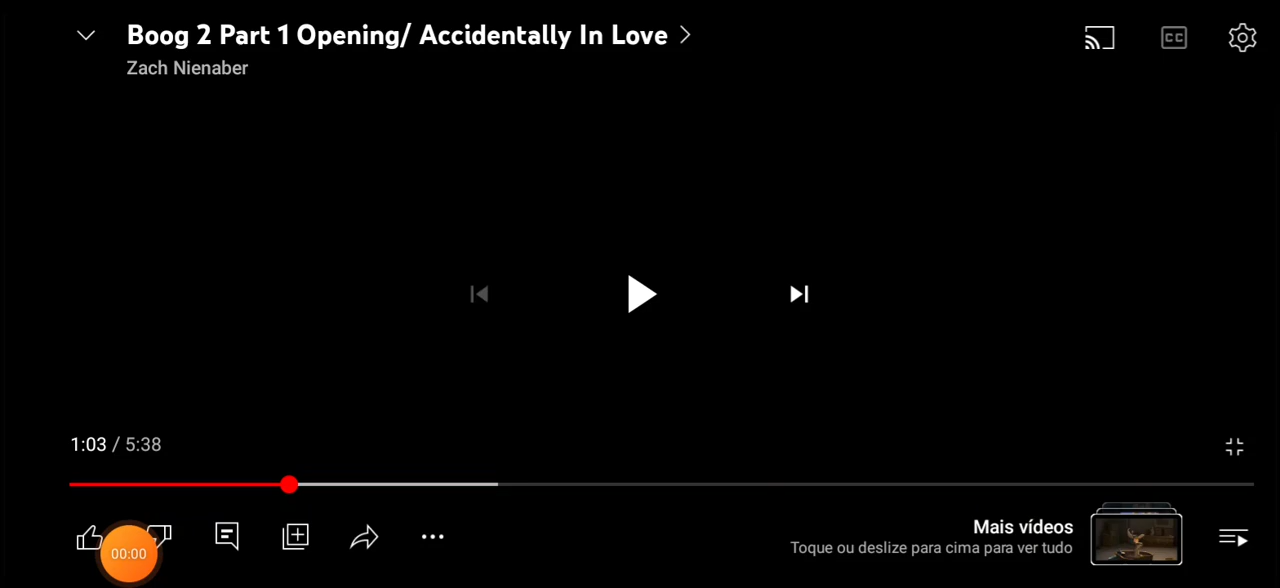 Boog 2 Part 1 Opening/ Accidentally In Love
Zach Nienaber
CC
1:03 / 5:38
00:00
Mais vídeos
Toque ou deslize para cima para ver tudo